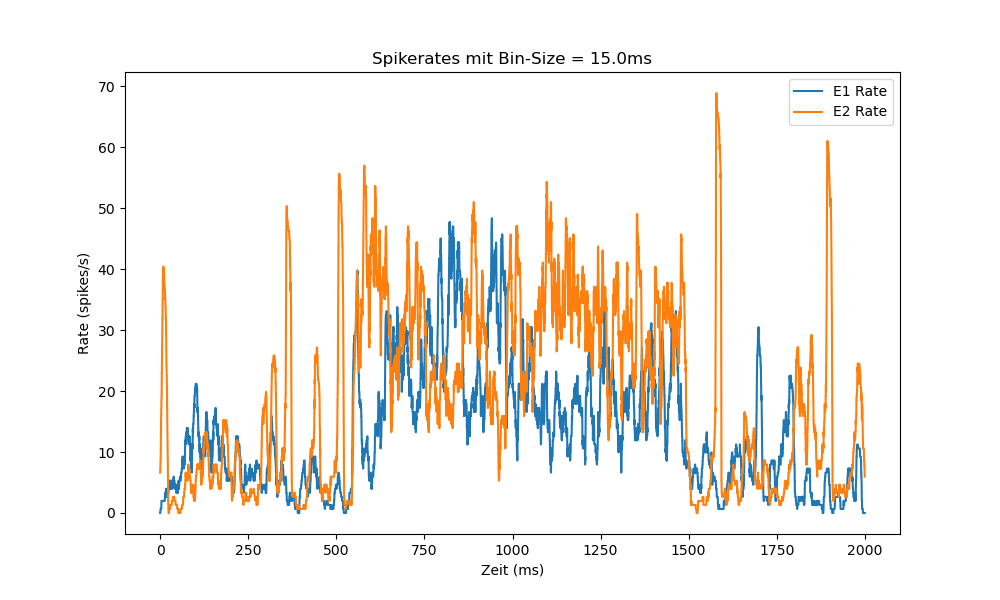 Spikerates mit Bin-Size = 15.0ms
E1 Rate
E2 Rate
Rate (spikes/s)
70
60
50
40
30
20
10
0
0 250 500 750 1000 1250 1500 1750 2000
Zeit (ms)